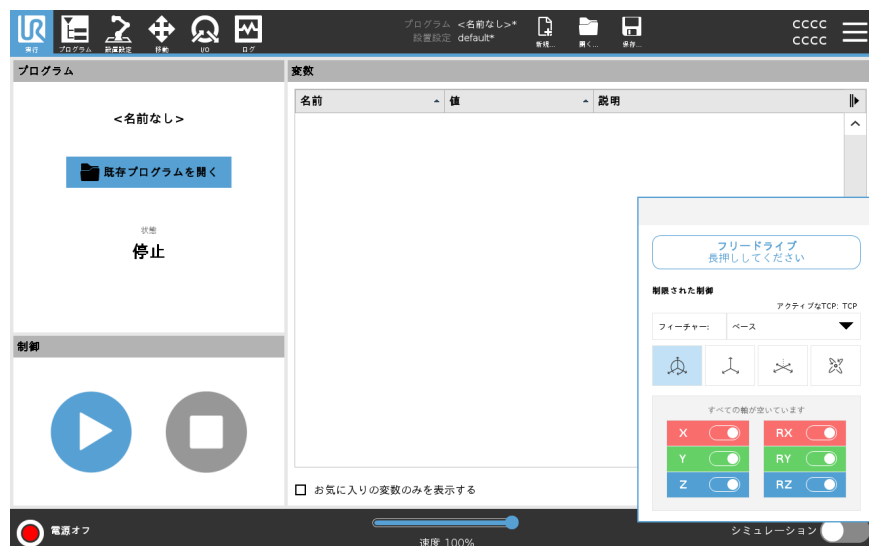 UR
実行
プログラム
設置設定
移動
I/O
ログ
プログラム <名前なし>*
設置設定 default*
新規...
開く...
保存...
CCCC
CCCC
プログラム
<名前なし>
既存プログラムを開く
状態
停止
制御
変数
名前
値
説明
お気に入りの変数のみを表示する
フリードライブ
長押ししてください
制限された制御
アクティブなTCP: TCP
フィーチャー: ベース
すべての軸が空いています
X RX
Y RY
Z RZ
電源オフ
速度 100%
シミュレーション